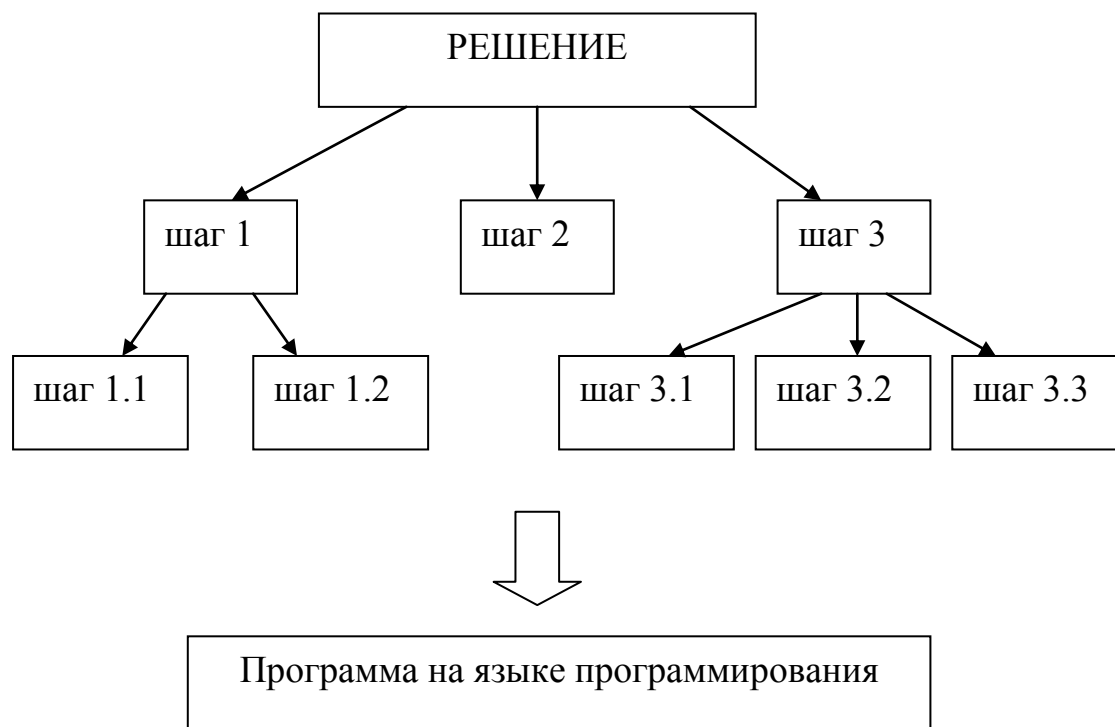 РЕШЕНИЕ
шаг 1
шаг 2
шаг 3
шаг 1.1
шаг 1.2
шаг 3.1
шаг 3.2
шаг 3.3
Программа на языке программирования